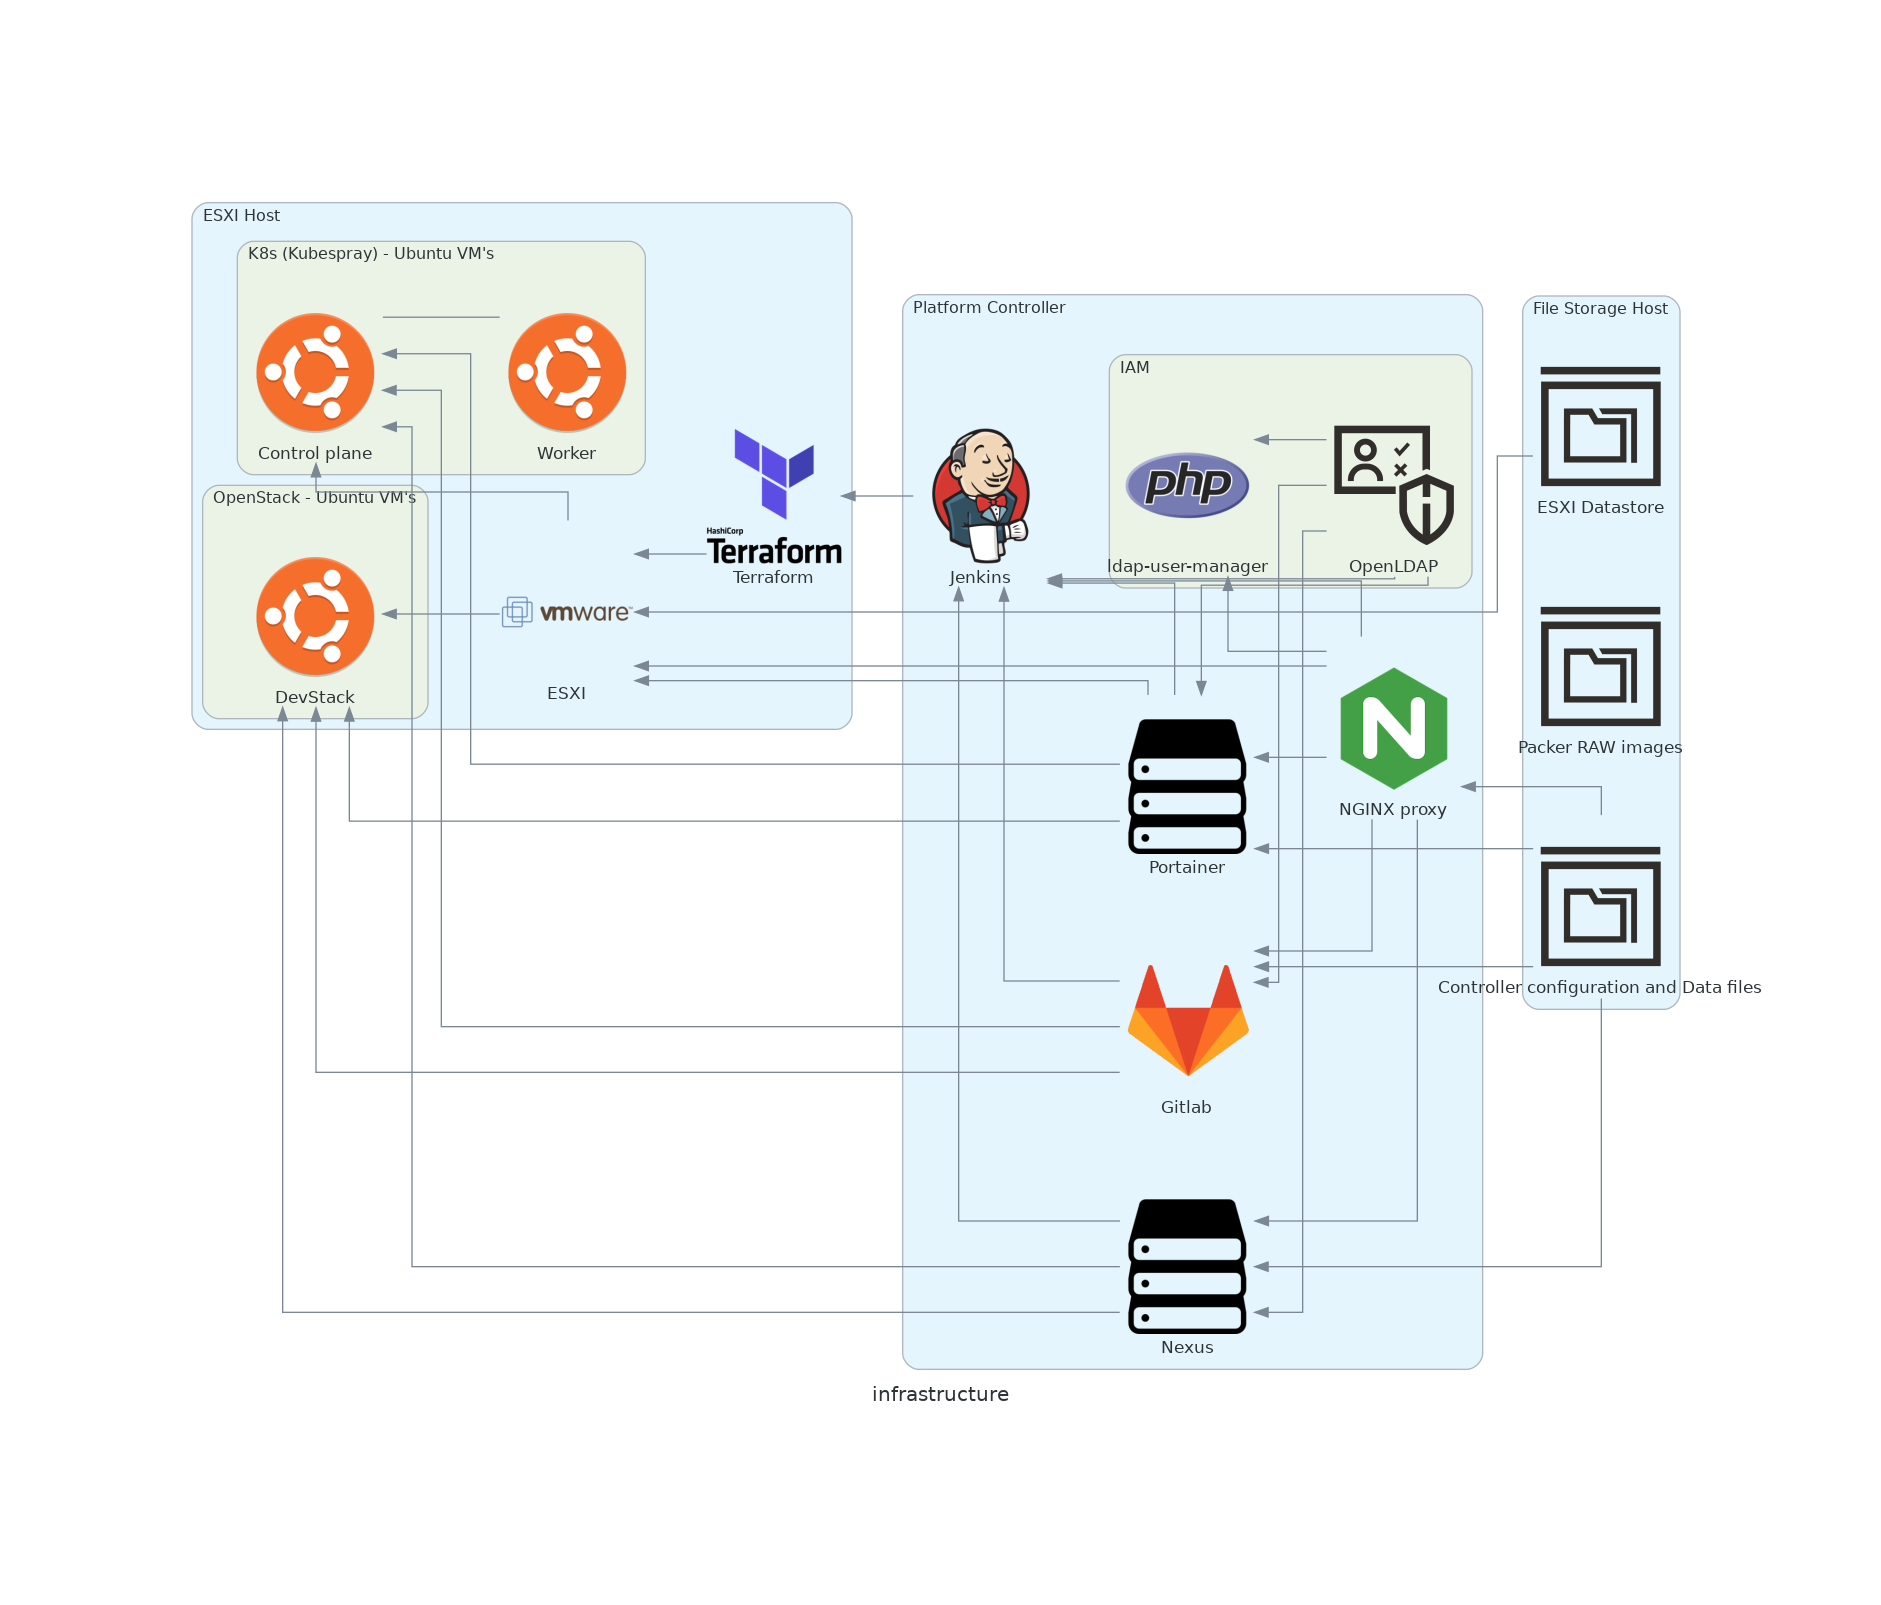 ESXI Host
K8s (Kubespray) - Ubuntu VM's
Control plane
Worker
OpenStack - Ubuntu VM's
DevStack
vmware™
ESXI
HashiCorp
Terraform
Terraform
Platform Controller
Jenkins
IAM
php
ldap-user-manager
OpenLDAP
N
NGINX proxy
Portainer
Gitlab
Nexus
File Storage Host
ESXI Datastore
Packer RAW images
Controller configuration and Data files
infrastructure